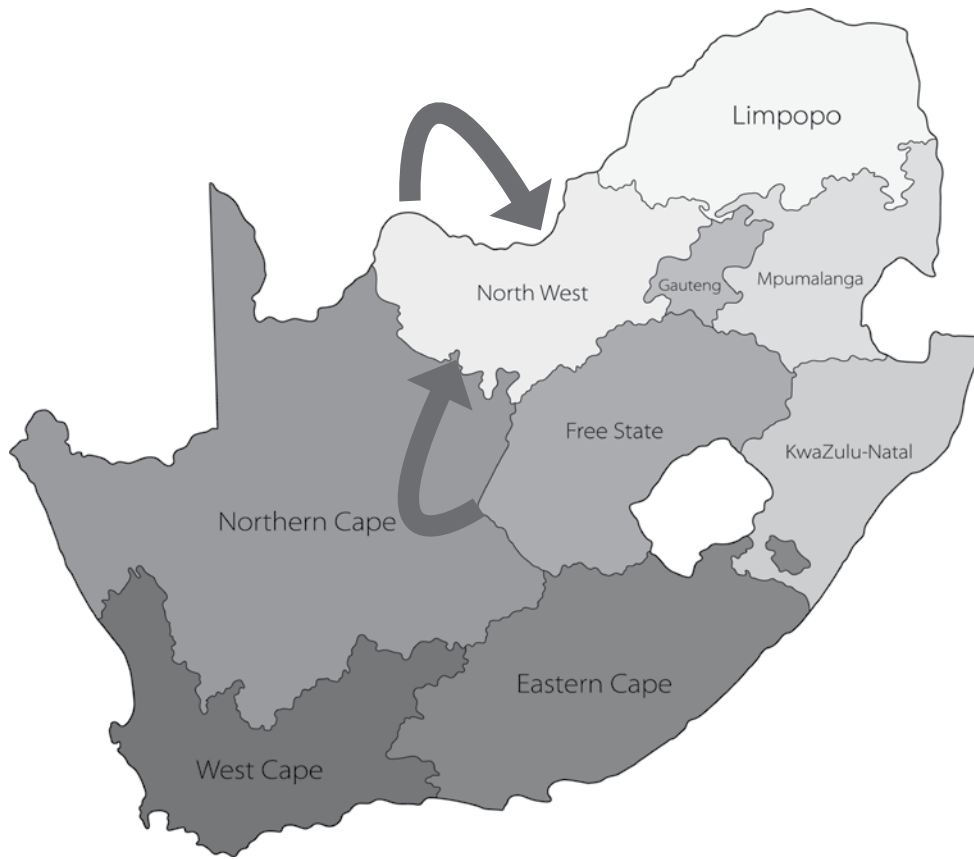 Limpopo
North West
Gauteng
Mpumalanga
Free State
KwaZulu-Natal
Northern Cape
Eastern Cape
West Cape